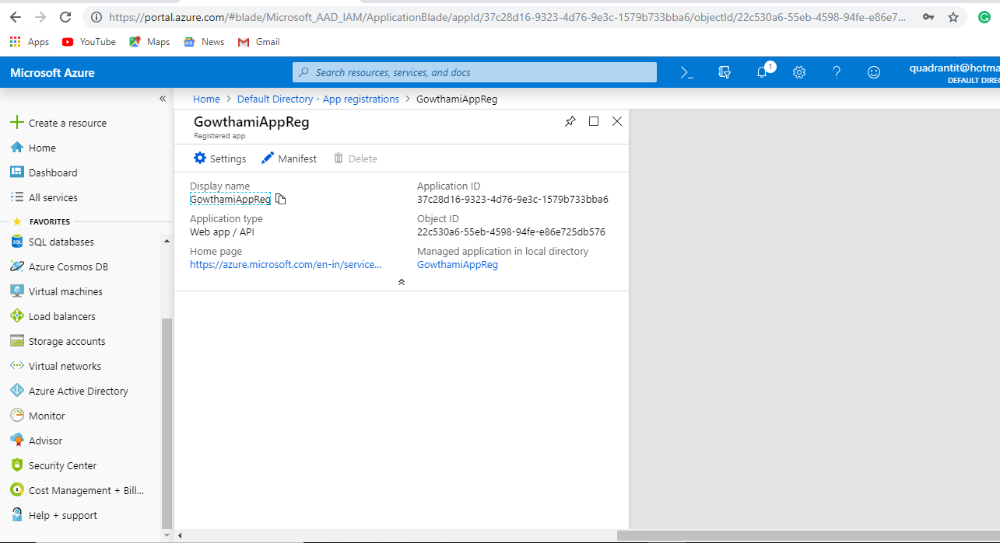 https://portal.azure.com/#blade/Microsoft_AAD_IAM/ApplicationBlade/appId/37c28d16-9323-4d76-9e3c-1579b733bba6/objectId/22c530a6-55eb-4598-94fe-e86e7...
Apps YouTube Maps News Gmail
Microsoft Azure
Search resources, services, and docs
1
quadrantit@hotma
DEFAULT DIREC
Home > Default Directory - App registrations > GowthamiAppReg
Create a resource
Home
Dashboard
All services
FAVORITES
SQL databases
Azure Cosmos DB
Virtual machines
Load balancers
Storage accounts
Virtual networks
Azure Active Directory
Monitor
Advisor
Security Center
Cost Management + Bill...
Help + support
GowthamiAppReg
Registered app
Settings Manifest Delete
Display name
GowthamiAppReg
Application type
Web app / API
Home page
https://azure.microsoft.com/en-in/service...
Application ID
37c28d16-9323-4d76-9e3c-1579b733bba6
Object ID
22c530a6-55eb-4598-94fe-e86e725db576
Managed application in local directory
GowthamiAppReg